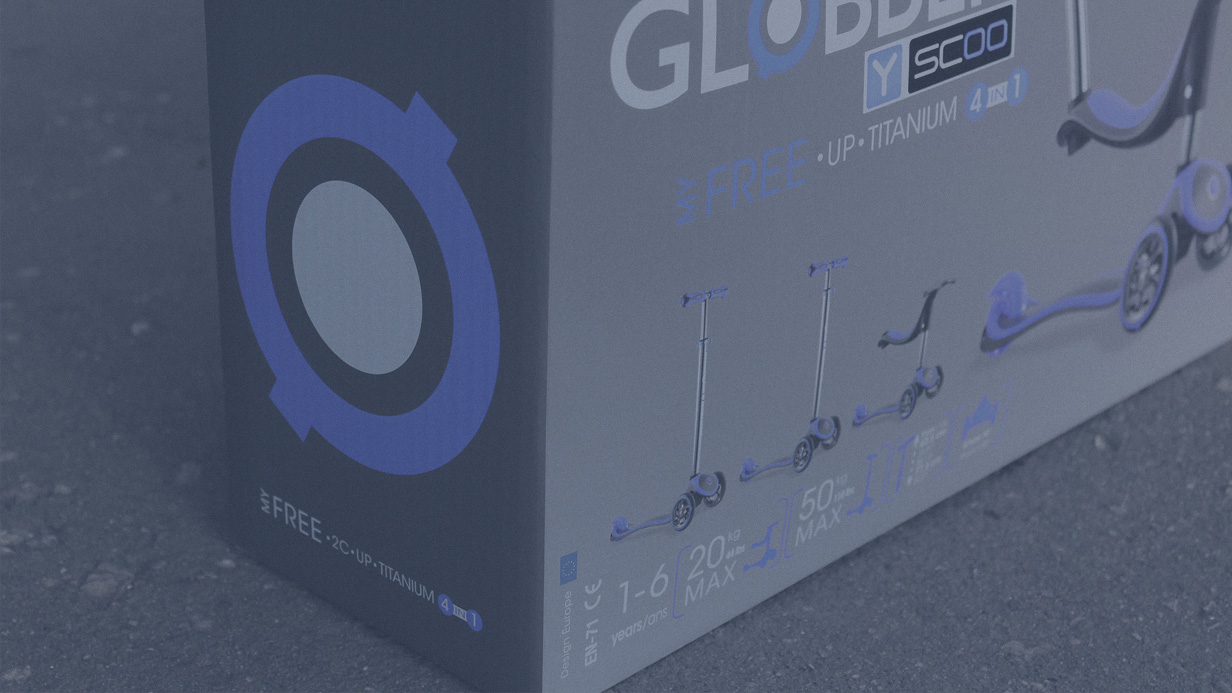 GLOBBER
Y SCOO
MY FREE •UP•TITANIUM 4 IN 1
MY FREE •2C•UP•TITANIUM 4 IN 1
Design Europe
EN-71 CE
1-6
years/ans
20 kg
MAX
50 kg
MAX